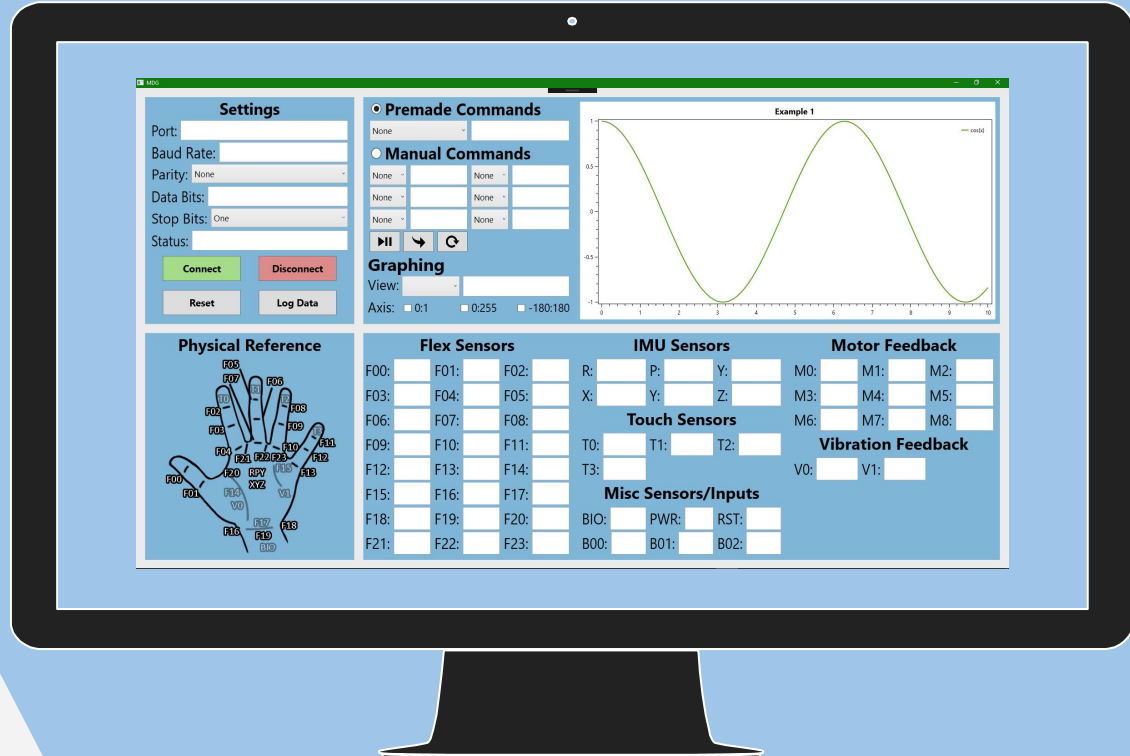 MDG
Settings
Port:
Baud Rate:
Parity: None
Data Bits:
Stop Bits: One
Status:
Connect Disconnect
Reset Log Data
Premade Commands
None
Manual Commands
None None
None None
None None
Graphing
View:
Axis: 0:1 0:255 -180:180
Example 1
cos(x)
1
0.5
0
-0.5
-1
0 1 2 3 4 5 6 7 8 9 10
Physical Reference
F05
F07 F06
T0 T1 T2
F02 F08
F03 F09
F04 F10 F11
F21 F22 F23 F12
F00 F20 RPY F15 F13
F01 F14 XYZ V1
V0
F16 F17 F18
F19
BIO
Flex Sensors
F00: F01: F02:
F03: F04: F05:
F06: F07: F08:
F09: F10: F11:
F12: F13: F14:
F15: F16: F17:
F18: F19: F20:
F21: F22: F23:
IMU Sensors
R: P: Y:
X: Y: Z:
Touch Sensors
T0: T1: T2:
T3:
Misc Sensors/Inputs
BIO: PWR: RST:
B00: B01: B02:
Motor Feedback
M0: M1: M2:
M3: M4: M5:
M6: M7: M8:
Vibration Feedback
V0: V1: